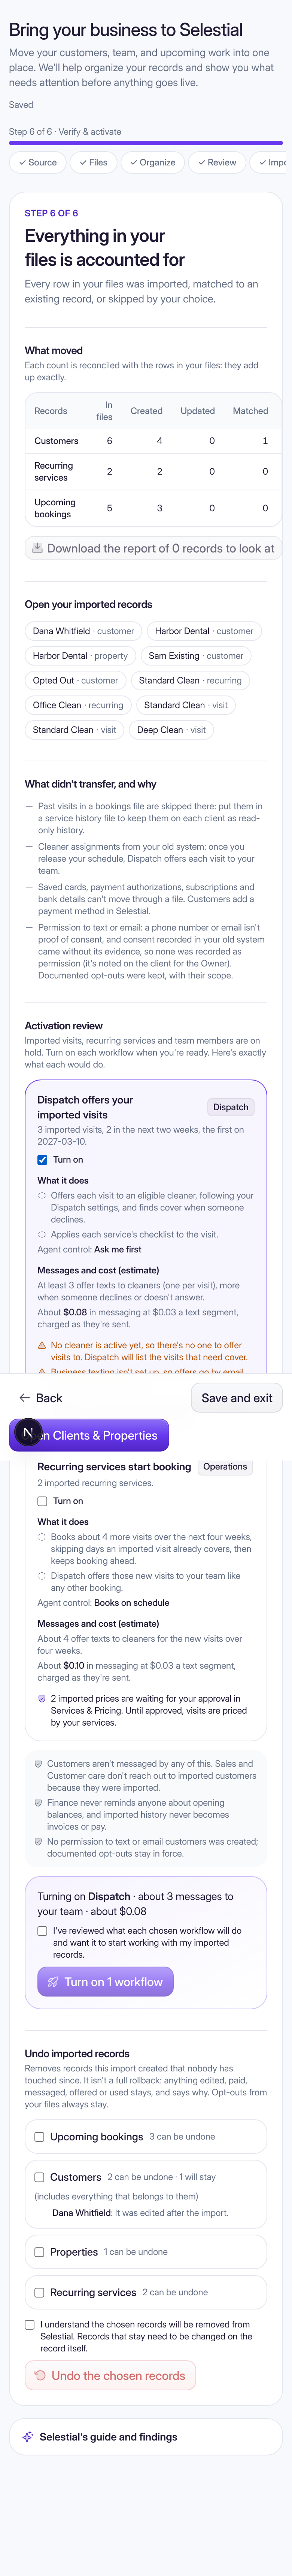 Bring your business to Selestial
Move your customers, team, and upcoming work into one
place. We'll help organize your records and show you what
needs attention before anything goes live.
Saved
Step 6 of 6 · Verify & activate
Source
Files
Organize
Review
STEP 6 OF 6
Everything in your
files is accounted for
Every row in your files was imported, matched to an
existing record, or skipped by your choice.
What moved
Each count is reconciled with the rows in your files: they add
up exactly.
Records In files Created Updated Matched
Customers 6 4 0 1
Recurring services 2 2 0 0
Upcoming bookings 5 3 0 0
Download the report of 0 records to look at
Open your imported records
Dana Whitfield · customer
Harbor Dental · customer
Harbor Dental · property
Sam Existing · customer
Opted Out · customer
Standard Clean · recurring
Office Clean · recurring
Standard Clean · visit
Standard Clean · visit
Deep Clean · visit
What didn't transfer, and why
— Past visits in a bookings file are skipped there: put them in
a service history file to keep them on each client as read-
only history.
— Cleaner assignments from your old system: once you
release your schedule, Dispatch offers each visit to your
team.
— Saved cards, payment authorizations, subscriptions and
bank details can't move through a file. Customers add a
payment method in Selestial.
— Permission to text or email: a phone number or email isn't
proof of consent, and consent recorded in your old system
came without its evidence, so none was recorded as
permission (it's noted on the client for the Owner).
Documented opt-outs were kept, with their scope.
Activation review
Imported visits, recurring services and team members are on
hold. Turn on each workflow when you're ready. Here's exactly
what each would do.
Dispatch offers your
imported visits
Dispatch
3 imported visits, 2 in the next two weeks, the first on
2027-03-10.
Turn on
What it does
Offers each visit to an eligible cleaner, following your
Dispatch settings, and finds cover when someone
declines.
Applies each service's checklist to the visit.
Agent control: Ask me first
Messages and cost (estimate)
At least 3 offer texts to cleaners (one per visit), more
when someone declines or doesn't answer.
About $0.08 in messaging at $0.03 a text segment,
charged as they're sent.
No cleaner is active yet, so there's no one to offer
visits to. Dispatch will list the visits that need cover.
Business texting isn't set up, so offers go by email
Back
Save and exit
N
Clients & Properties
Recurring services start booking
Operations
2 imported recurring services.
Turn on
What it does
Books about 4 more visits over the next four weeks,
skipping days an imported visit already covers, then
keeps booking ahead.
Dispatch offers those new visits to your team like
any other booking.
Agent control: Books on schedule
Messages and cost (estimate)
About 4 offer texts to cleaners for the new visits over
four weeks.
About $0.10 in messaging at $0.03 a text segment,
charged as they're sent.
2 imported prices are waiting for your approval in
Services & Pricing. Until approved, visits are priced
by your services.
Customers aren't messaged by any of this. Sales and
Customer care don't reach out to imported customers
because they were imported.
Finance never reminds anyone about opening
balances, and imported history never becomes
invoices or pay.
No permission to text or email customers was created;
documented opt-outs stay in force.
Turning on Dispatch · about 3 messages to
your team · about $0.08
I've reviewed what each chosen workflow will do
and want it to start working with my imported
records.
Turn on 1 workflow
Undo imported records
Removes records this import created that nobody has
touched since. It isn't a full rollback: anything edited, paid,
messaged, offered or used stays, and says why. Opt-outs from
your files always stay.
Upcoming bookings 3 can be undone
Customers 2 can be undone · 1 will stay
(includes everything that belongs to them)
Dana Whitfield: It was edited after the import.
Properties 1 can be undone
Recurring services 2 can be undone
I understand the chosen records will be removed from
Selestial. Records that stay need to be changed on the
record itself.
Undo the chosen records
Selestial's guide and findings